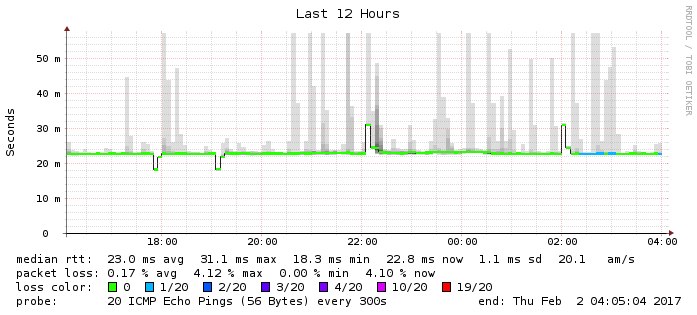 Last 12 Hours
RRDTOOL / TOBI OETIKER
Seconds
50 m
40 m
30 m
20 m
10 m
0
18:00 20:00 22:00 00:00 02:00 04:00
median rtt: 23.0 ms avg 31.1 ms max 18.3 ms min 22.8 ms now 1.1 ms sd 20.1 am/s
packet loss: 0.17 % avg 4.12 % max 0.00 % min 4.10 % now
loss color: 0 1/20 2/20 3/20 4/20 10/20 19/20
probe: 20 ICMP Echo Pings (56 Bytes) every 300s end: Thu Feb 2 04:05:04 2017